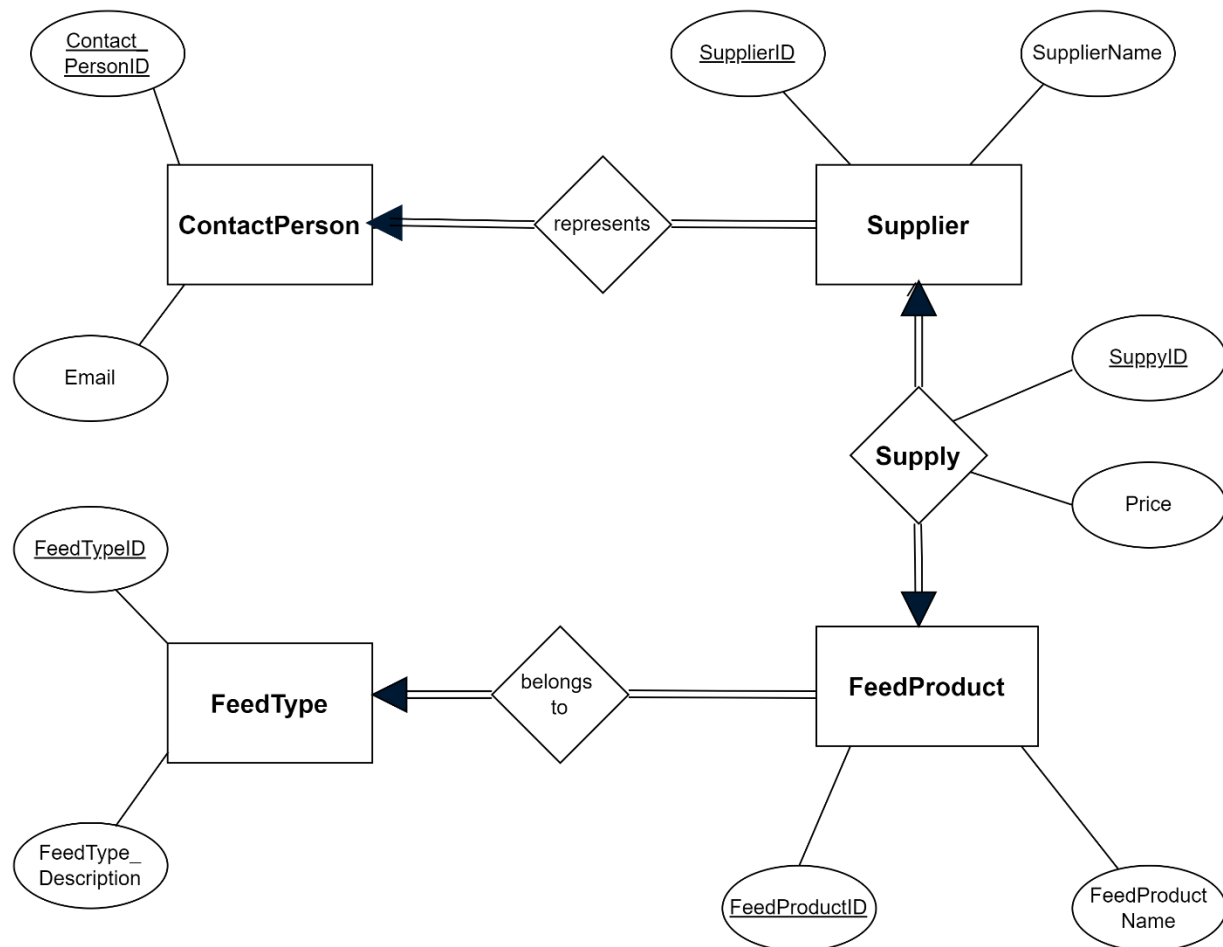 Contact_
PersonID
SupplierID
SupplierName
ContactPerson
represents
Supplier
Email
SuppyID
Supply
Price
FeedTypeID
FeedType
belongs
to
FeedProduct
FeedType_
Description
FeedProductID
FeedProduct
Name